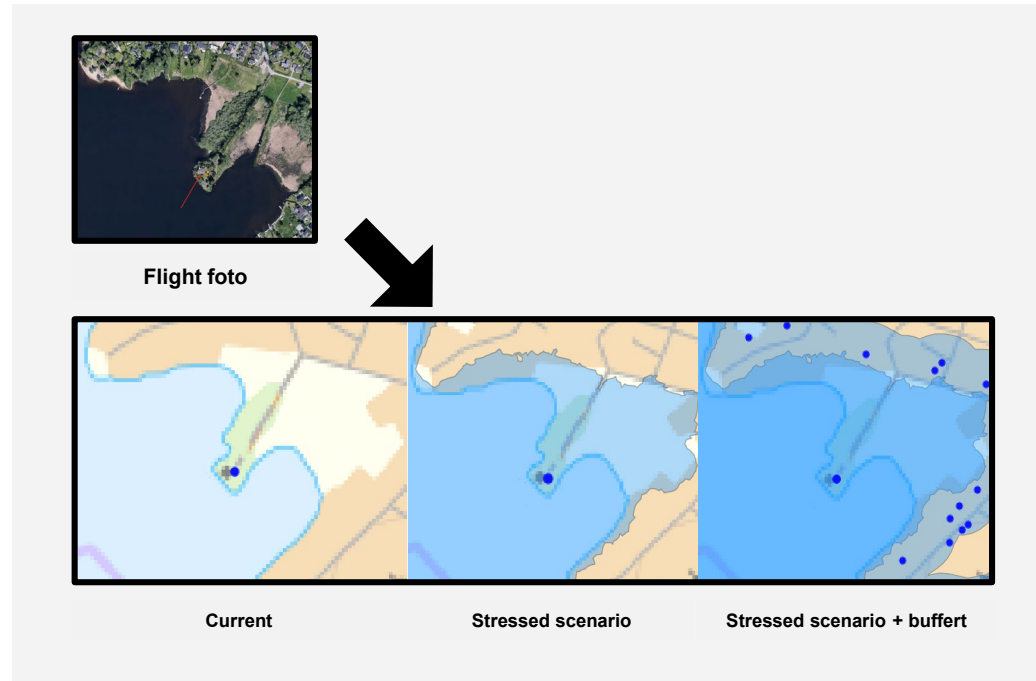 Flight foto
Current
Stressed scenario
Stressed scenario + buffert